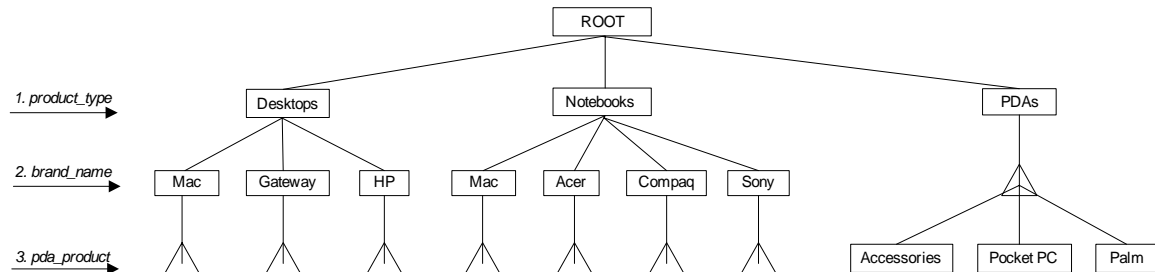 ROOT
1. product_type
Desktops
Notebooks
PDAs
2. brand_name
Mac
Gateway
HP
Mac
Acer
Compaq
Sony
3. pda_product
Accessories
Pocket PC
Palm